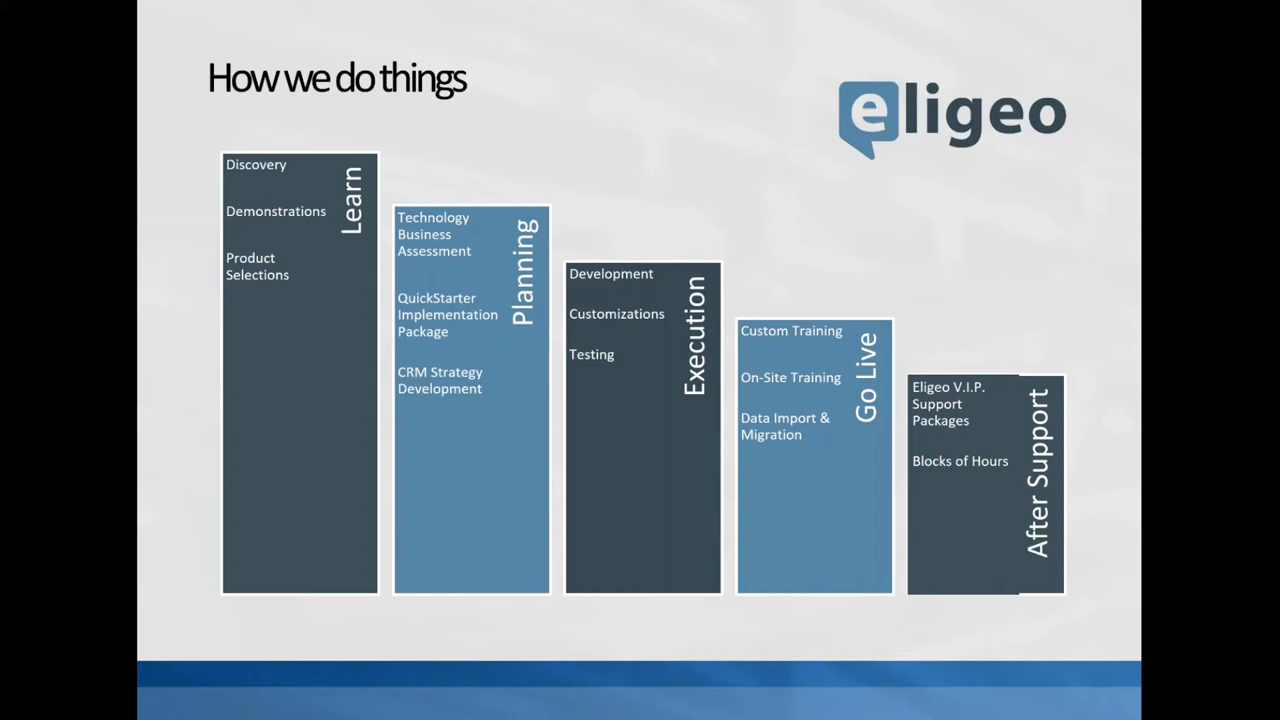 How we do things
eligeo
Learn
Discovery
Demonstrations
Product
Selections
Planning
Technology
Business
Assessment
QuickStarter
Implementation
Package
CRM Strategy
Development
Execution
Development
Customizations
Testing
Go Live
Custom Training
On-Site Training
Data Import &
Migration
After Support
Eligeo V.I.P.
Support
Packages
Blocks of Hours